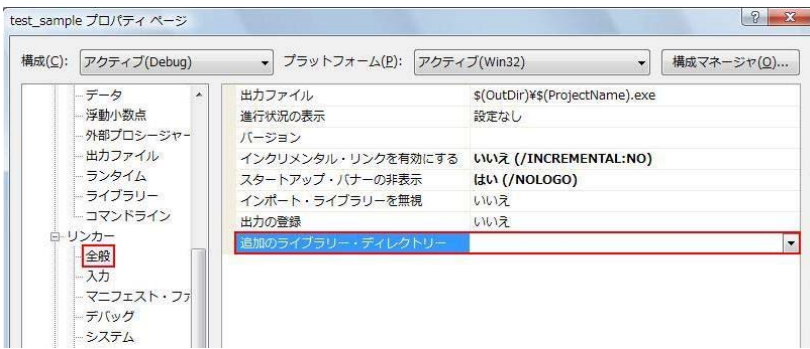 test_sample プロパティ ページ
構成(C): アクティブ(Debug) プラットフォーム(P): アクティブ(Win32) 構成マネージャ(O)...
データ
浮動小数点
外部プロシージャー
出力ファイル
ランタイム
ライブラリー
コマンドライン
リンカー
全般
入力
マニフェスト・ファ
デバッグ
システム
出力ファイル $(OutDir)¥$(ProjectName).exe
進行状況の表示 設定なし
バージョン
インクリメンタル・リンクを有効にする いいえ (/INCREMENTAL:NO)
スタートアップ・バナーの非表示 はい (/NOLOGO)
インポート・ライブラリーを無視 いいえ
出力の登録 いいえ
追加のライブラリー・ディレクトリー